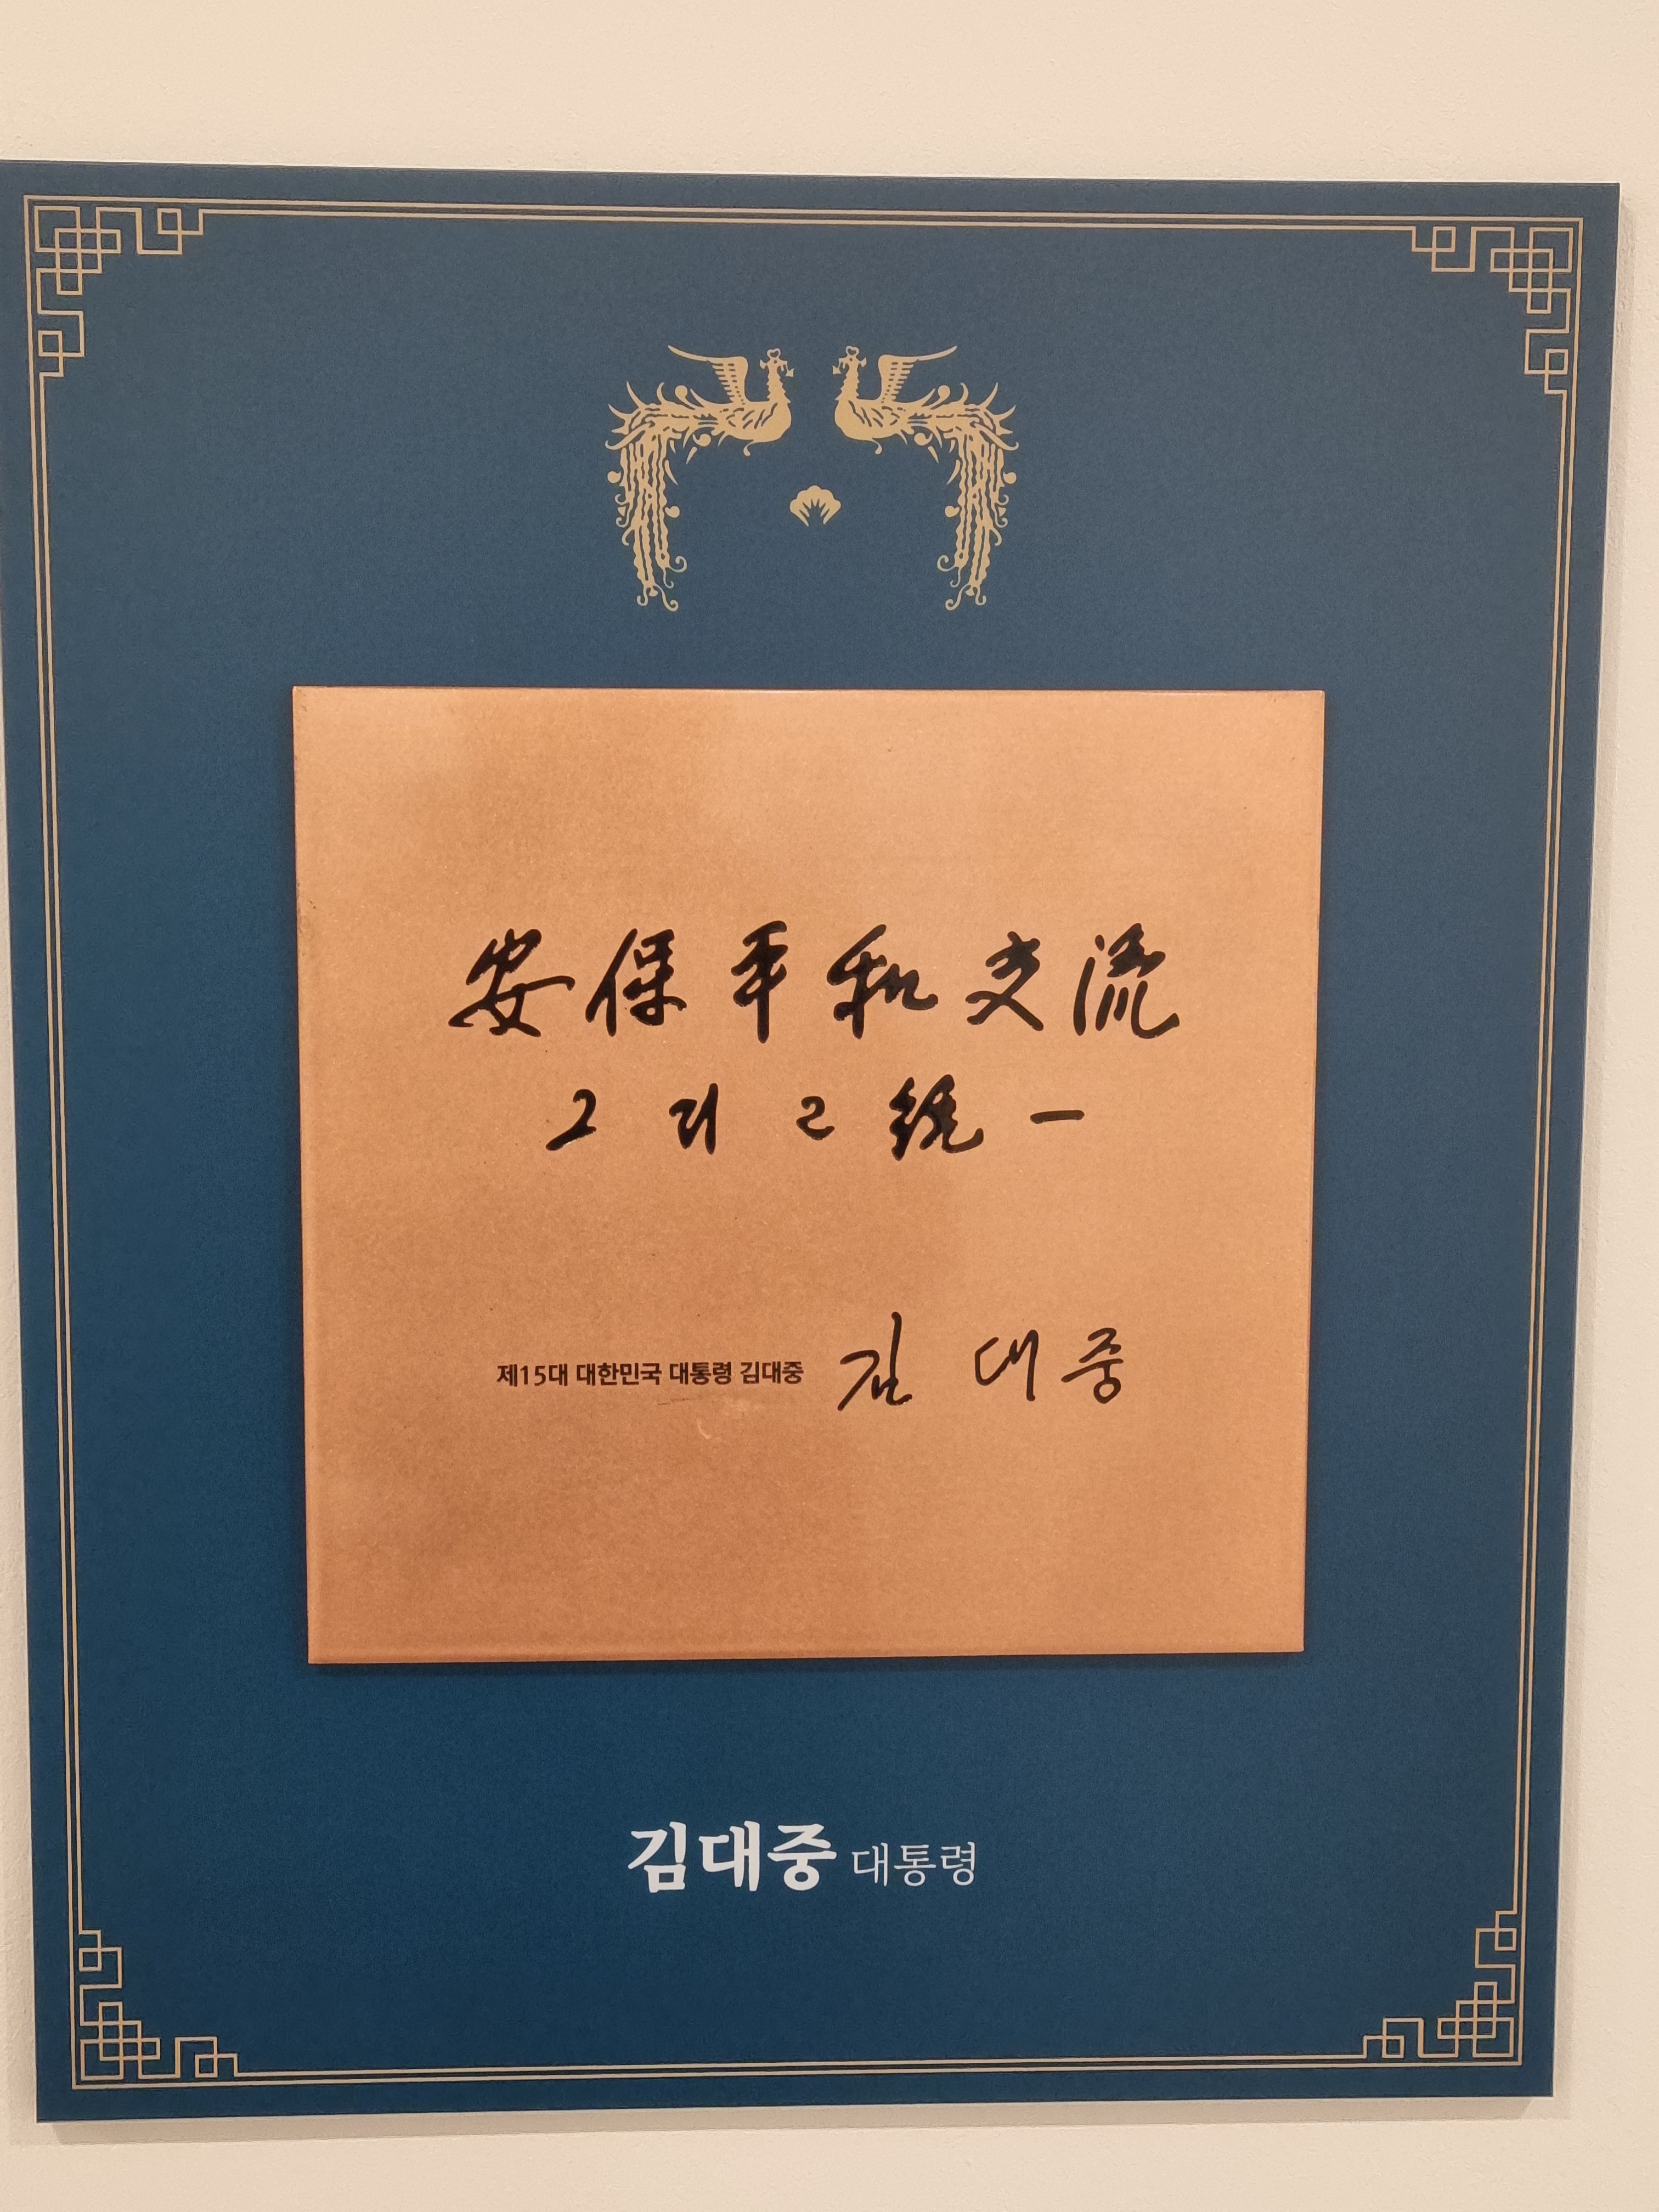 安保平和交流
그리고統一
제15대 대한민국 대통령 김대중 김대중
김대중 대통령